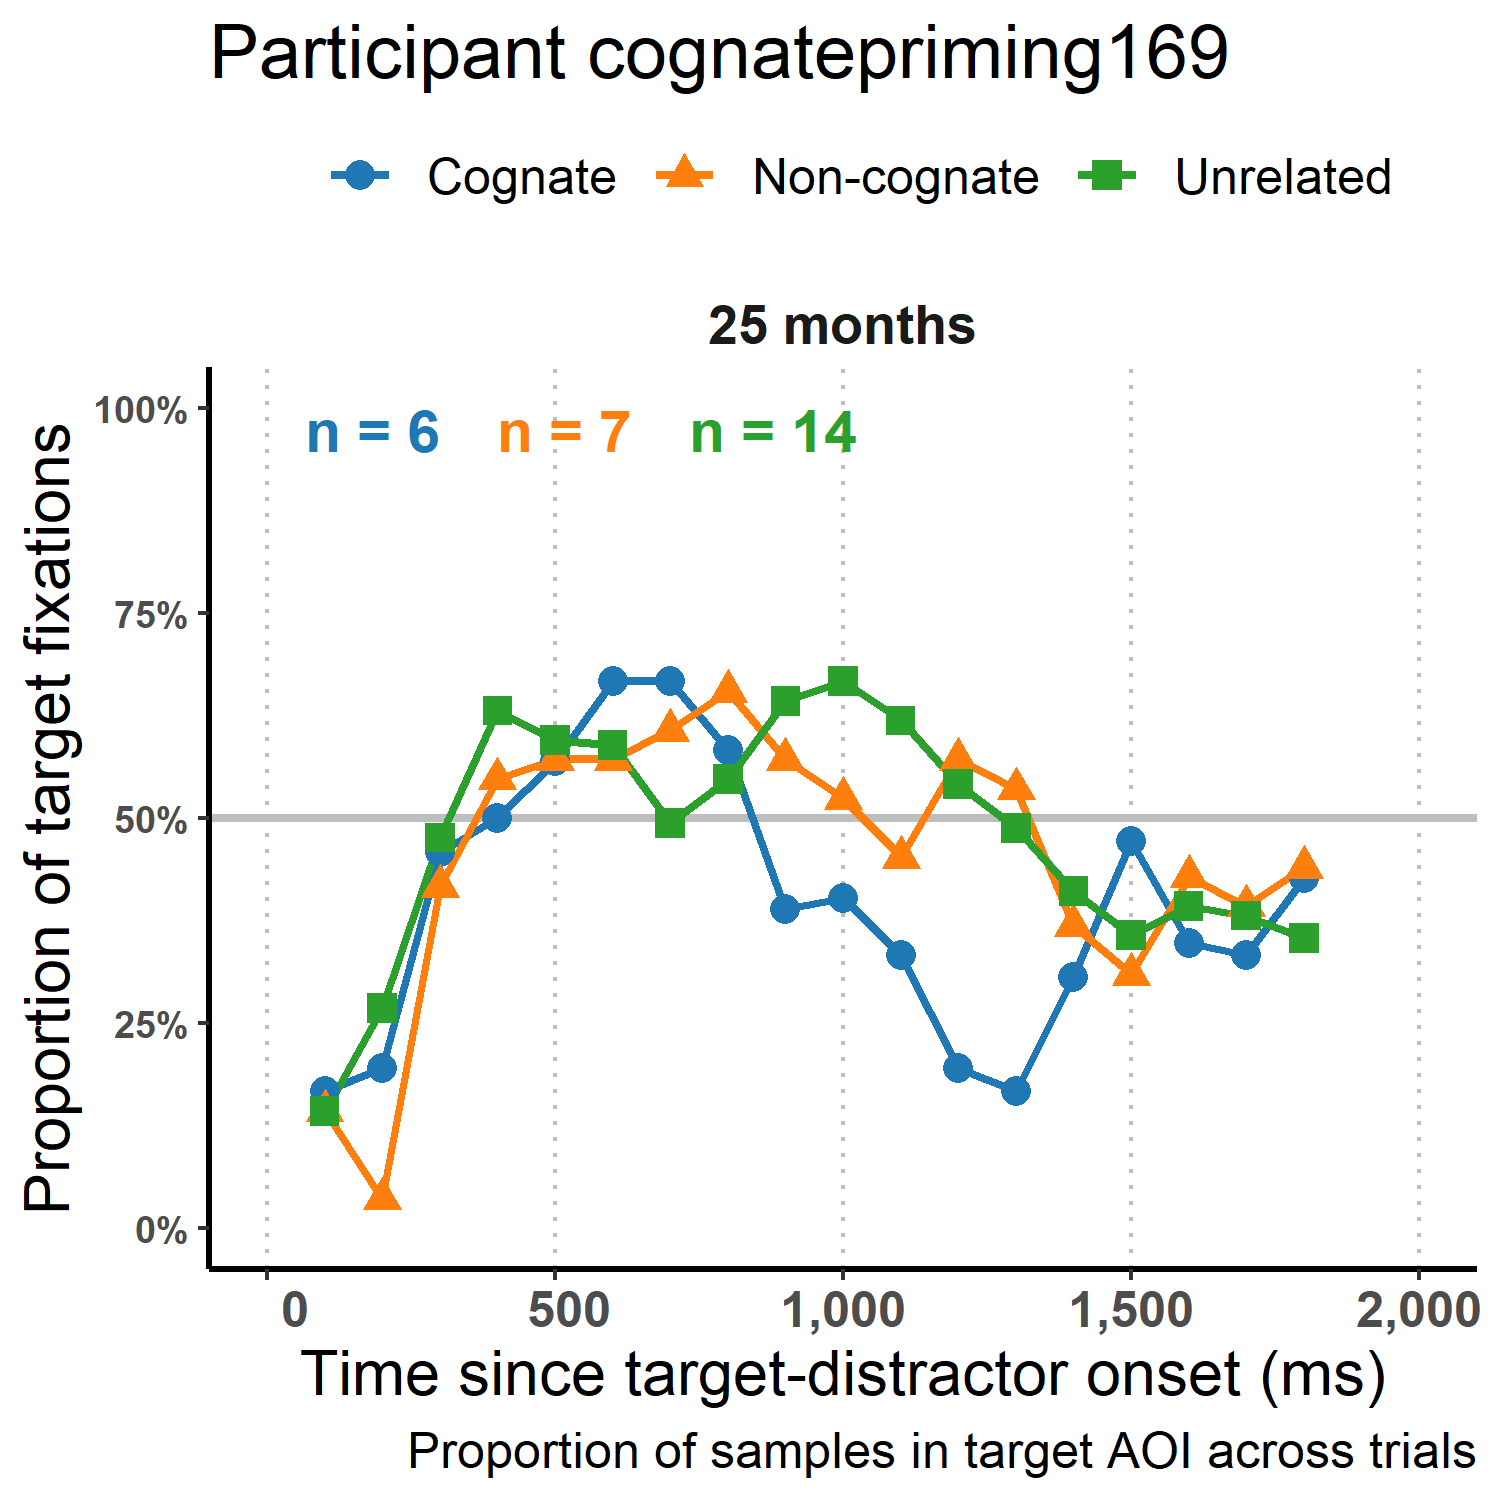 Participant cognatepriming169
Cognate Non-cognate Unrelated
25 months
n = 6 n = 7 n = 14
100%
75%
50%
25%
0%
Proportion of target fixations
0 500 1,000 1,500 2,000
Time since target-distractor onset (ms)
Proportion of samples in target AOI across trials